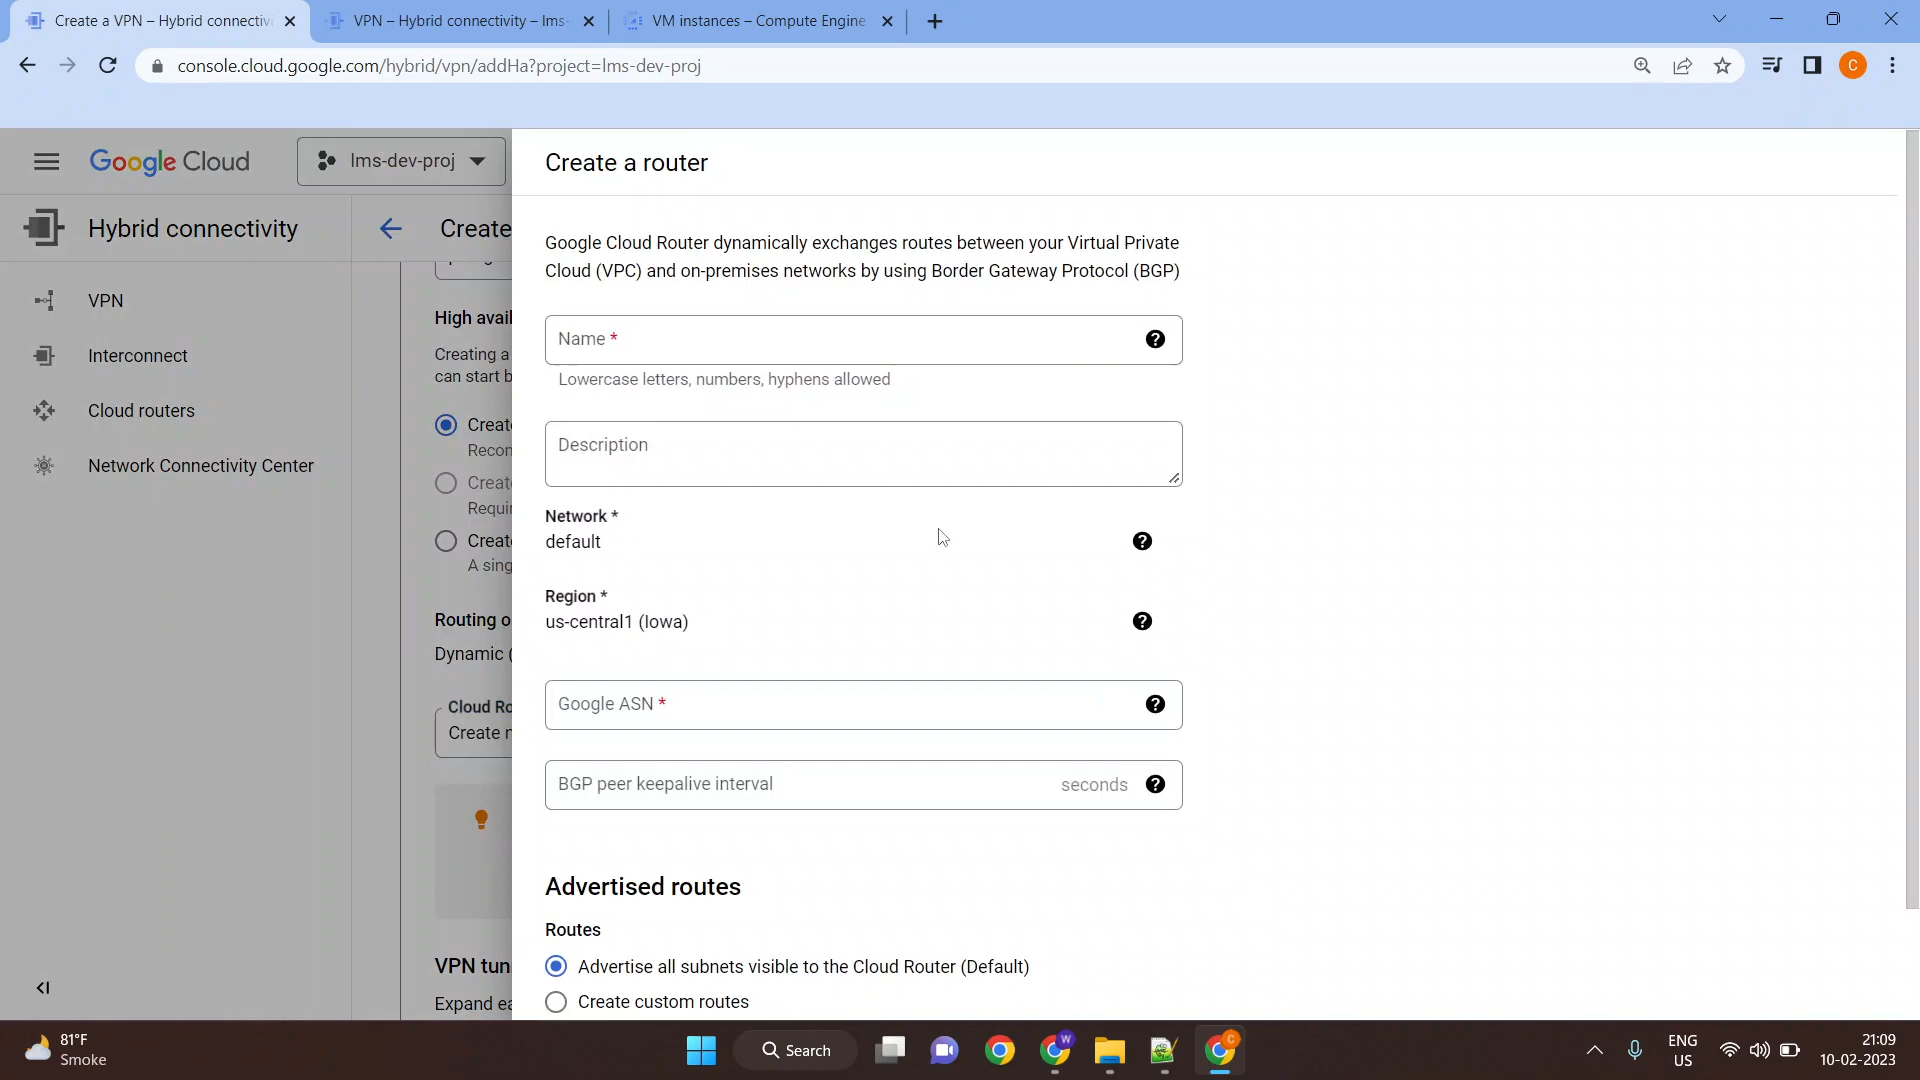 Create a VPN – Hybrid connectivi
VPN – Hybrid connectivity – lms-
VM instances – Compute Engine
console.cloud.google.com/hybrid/vpn/addHa?project=lms-dev-proj
C
Google Cloud
lms-dev-proj
Hybrid connectivity
VPN
Interconnect
Cloud routers
Network Connectivity Center
Create
High avail
Creating a
can start b
Create
Recon
Creat
Requi
Create
A sing
Routing o
Dynamic (
Cloud Ro
Create n
VPN tun
Expand ea
Create a router
Google Cloud Router dynamically exchanges routes between your Virtual Private
Cloud (VPC) and on-premises networks by using Border Gateway Protocol (BGP)
Name *
Lowercase letters, numbers, hyphens allowed
Description
Network *
default
Region *
us-central1 (Iowa)
Google ASN *
BGP peer keepalive interval
seconds
Advertised routes
Routes
Advertise all subnets visible to the Cloud Router (Default)
Create custom routes
81°F
Smoke
Search
W
C
ENG
US
21:09
10-02-2023